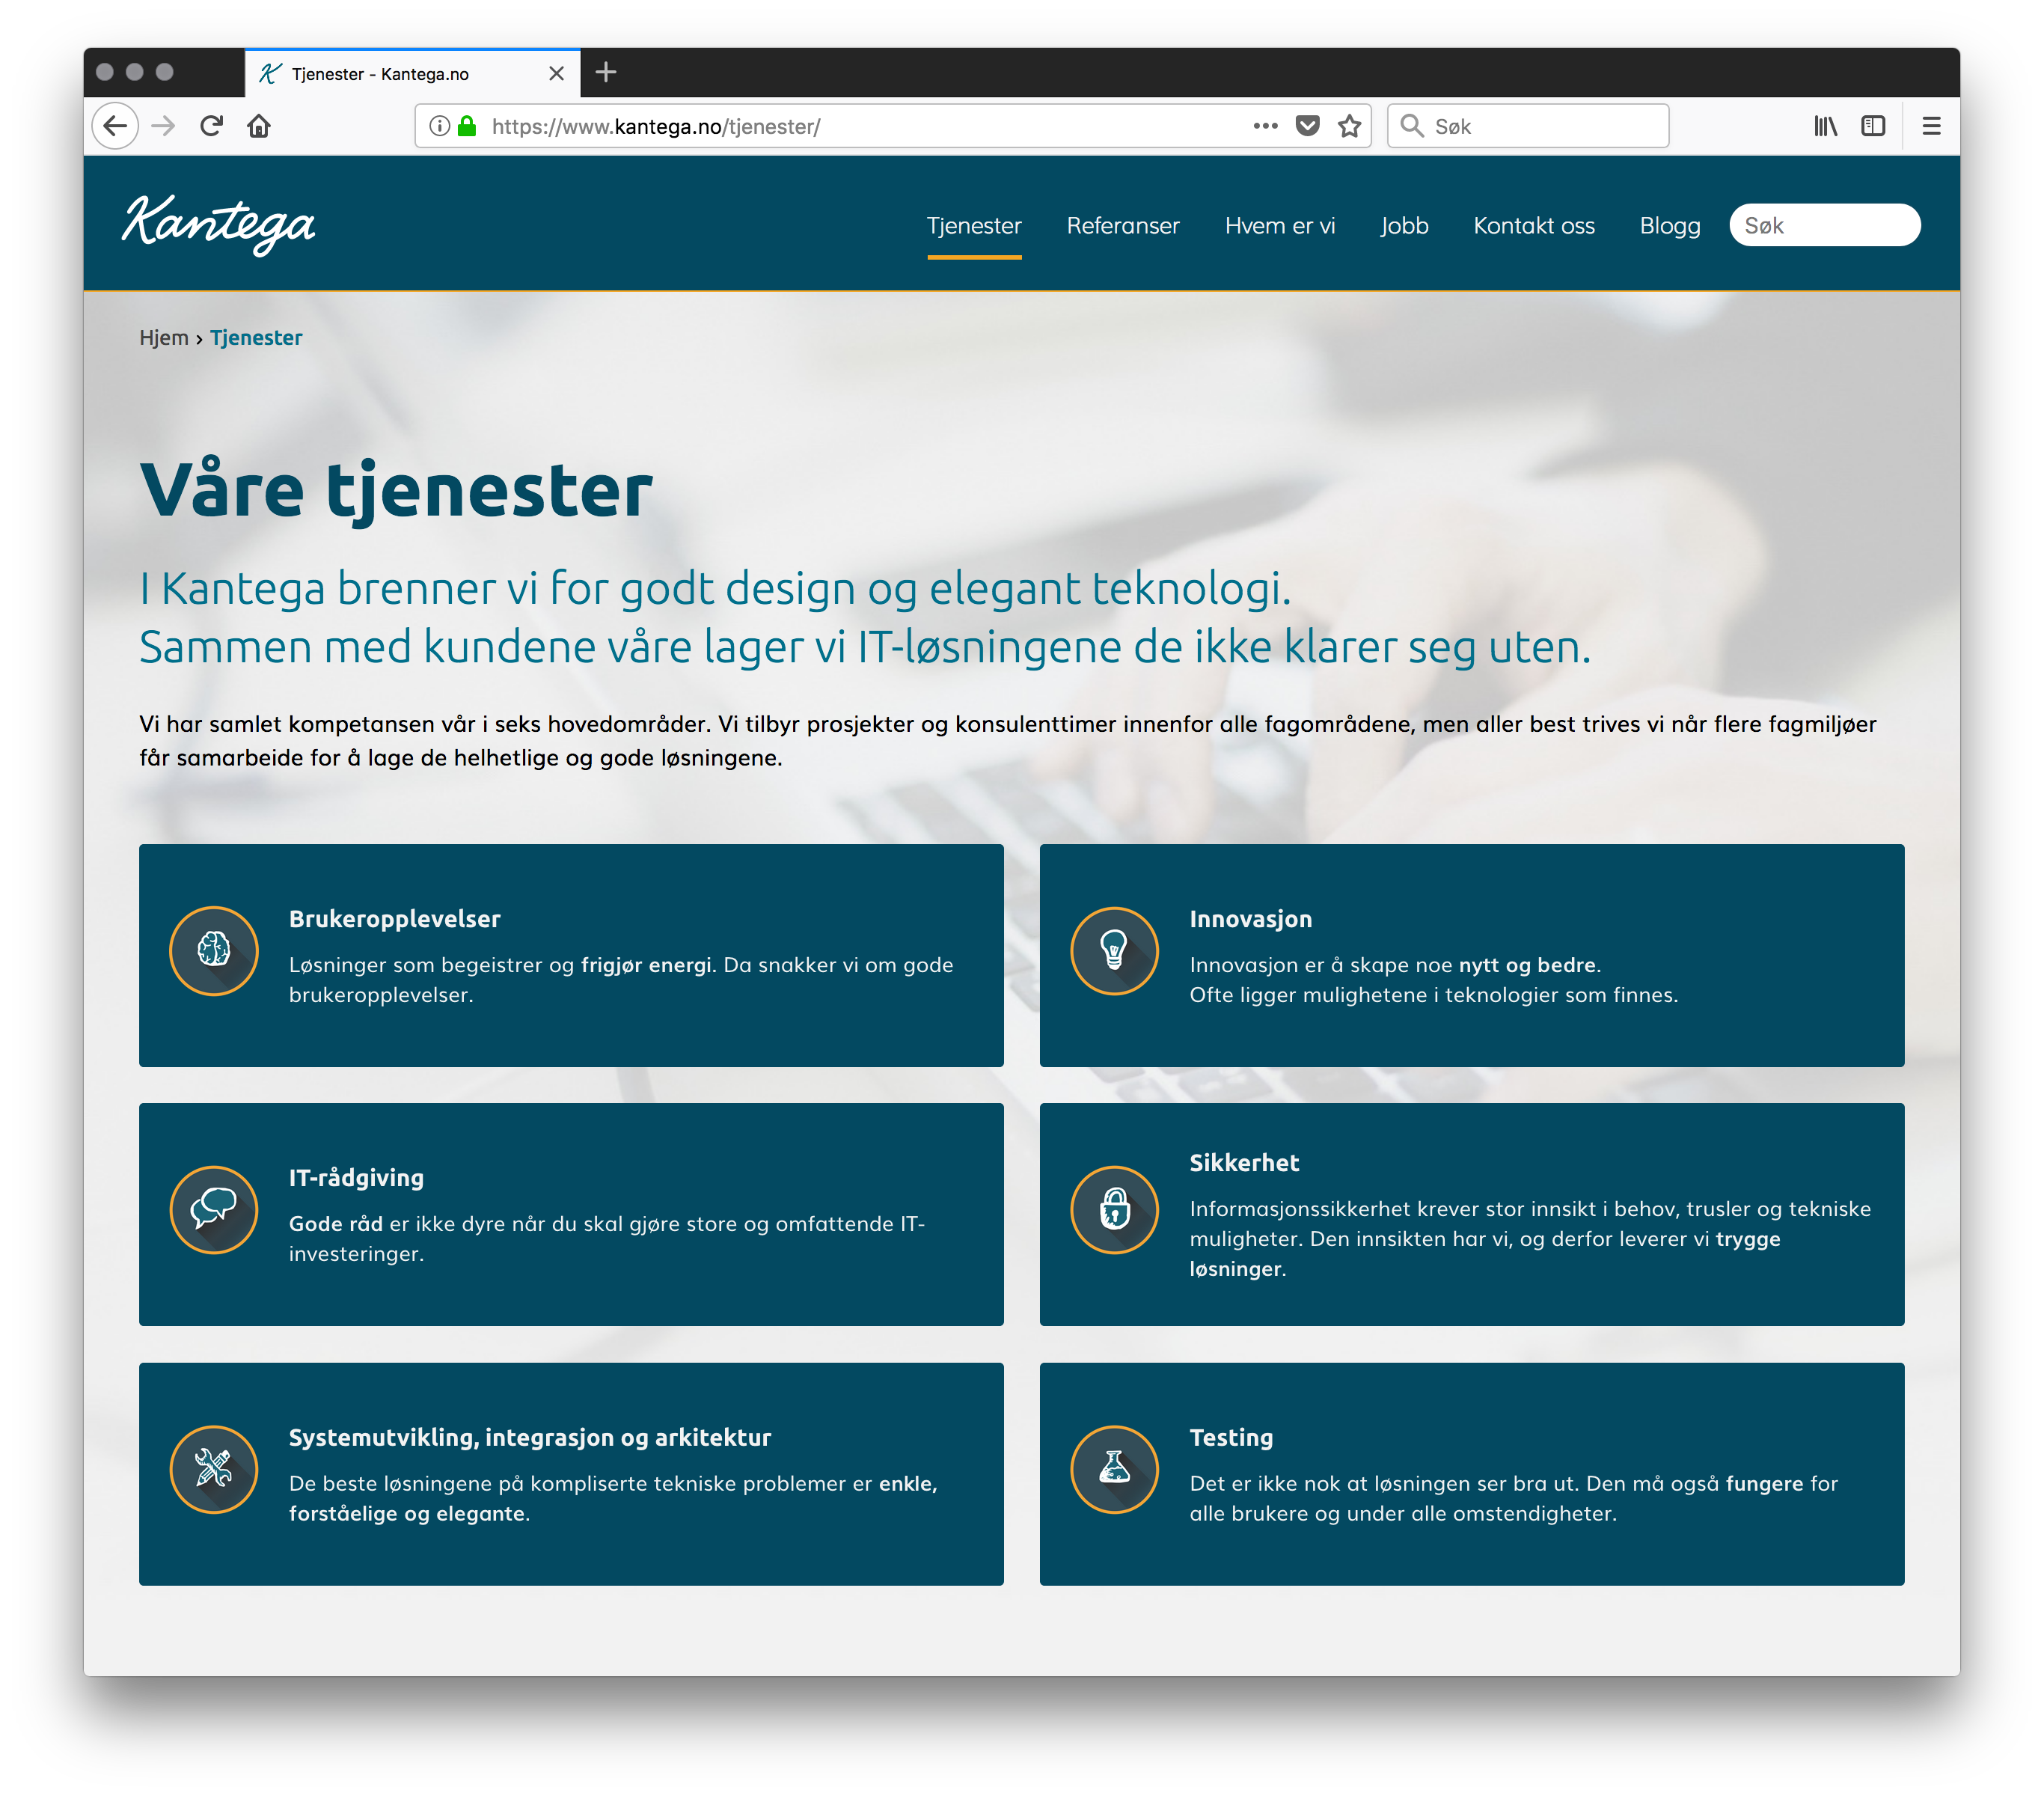 Tjenester - Kantega.no
https://www.kantega.no/tjenester/
Søk
Kantega
Tjenester Referanser Hvem er vi Jobb Kontakt oss Blogg Søk
Hjem › Tjenester
Våre tjenester
I Kantega brenner vi for godt design og elegant teknologi.
Sammen med kundene våre lager vi IT-løsningene de ikke klarer seg uten.
Vi har samlet kompetansen vår i seks hovedområder. Vi tilbyr prosjekter og konsulenttimer innenfor alle fagområdene, men aller best trives vi når flere fagmiljøer
får samarbeide for å lage de helhetlige og gode løsningene.
Brukeropplevelser
Løsninger som begeistrer og frigjør energi. Da snakker vi om gode
brukeropplevelser.
Innovasjon
Innovasjon er å skape noe nytt og bedre.
Ofte ligger mulighetene i teknologier som finnes.
IT-rådgiving
Gode råd er ikke dyre når du skal gjøre store og omfattende IT-
investeringer.
Sikkerhet
Informasjonssikkerhet krever stor innsikt i behov, trusler og tekniske
muligheter. Den innsikten har vi, og derfor leverer vi trygge
løsninger.
Systemutvikling, integrasjon og arkitektur
De beste løsningene på kompliserte tekniske problemer er enkle,
forståelige og elegante.
Testing
Det er ikke nok at løsningen ser bra ut. Den må også fungere for
alle brukere og under alle omstendigheter.